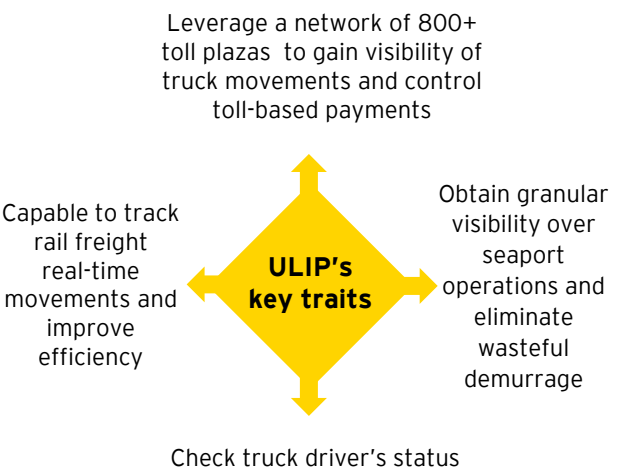 Leverage a network of 800+
toll plazas to gain visibility of
truck movements and control
toll-based payments
Capable to track
rail freight
real-time
movements and
improve
efficiency
ULIP's
key traits
Obtain granular
visibility over
seaport
operations and
eliminate
wasteful
demurrage
Check truck driver's status